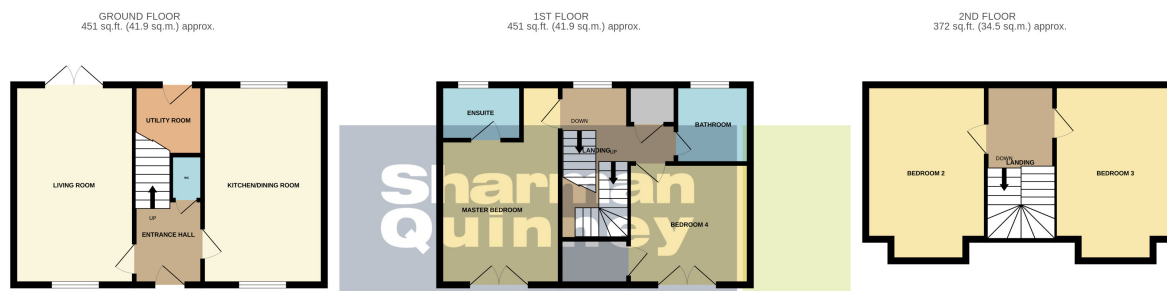 GROUND FLOOR
451 sq.ft. (41.9 sq.m.) approx.
UTILITY ROOM
LIVING ROOM
WC
KITCHEN/DINING ROOM
UP
ENTRANCE HALL
1ST FLOOR
451 sq.ft. (41.9 sq.m.) approx.
ENSUITE
DOWN
BATHROOM
LANDING
UP
Sharman
MASTER BEDROOM
BEDROOM 4
Quinney
2ND FLOOR
372 sq.ft. (34.5 sq.m.) approx.
DOWN
LANDING
BEDROOM 2
BEDROOM 3